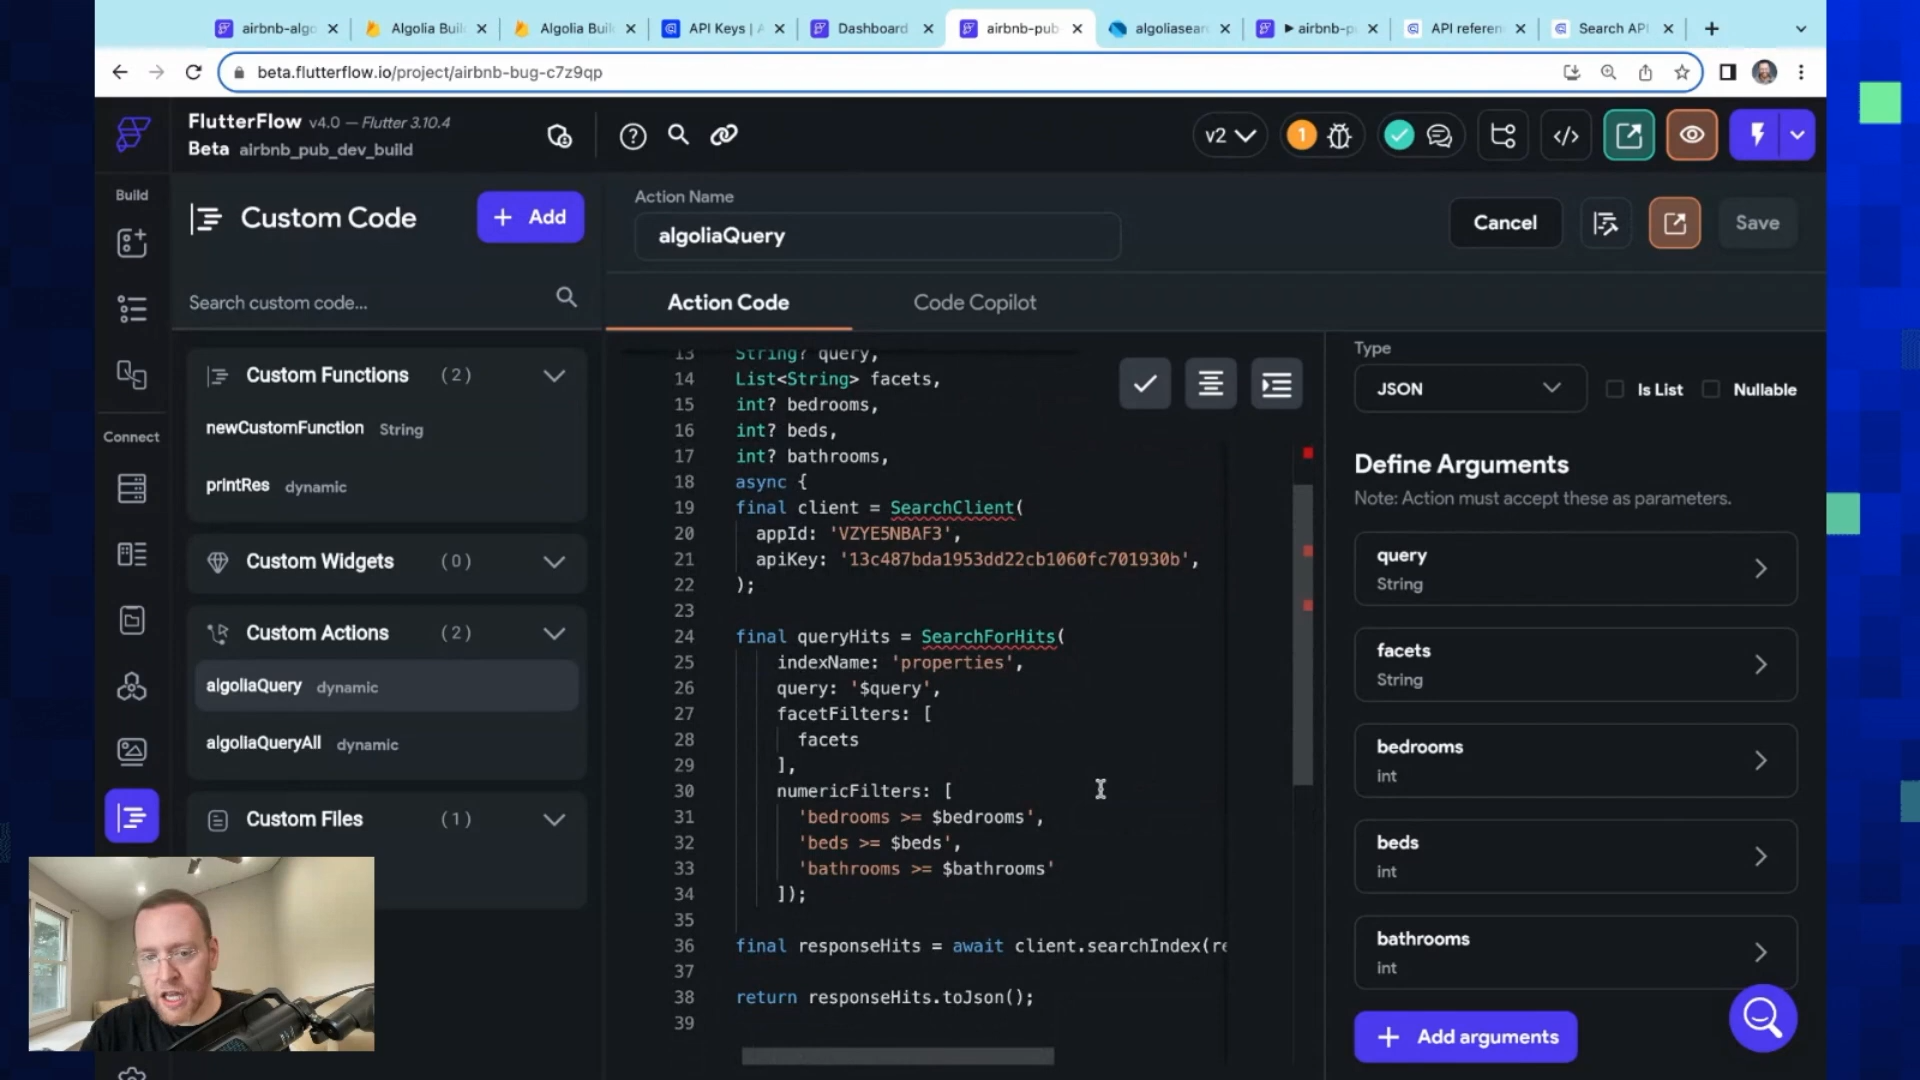 airbnb-algo
Algolia Buil
Algolia Buil
API Keys | A
Dashboard
airbnb-pub
algoliasear
airbnb-p
API referen
Search API
beta.flutterflow.io/project/airbnb-bug-c7z9qp
FlutterFlow v4.0 — Flutter 3.10.4
Beta airbnb_pub_dev_build
v2
1
Build
Custom Code
+ Add
Search custom code...
Custom Functions (2)
newCustomFunction String
printRes dynamic
Connect
Custom Widgets (0)
Custom Actions (2)
algoliaQuery dynamic
algoliaQueryAll dynamic
Custom Files (1)
Action Name
algoliaQuery
Cancel
Save
Action Code
Code Copilot
13 String? query,
14 List<String> facets,
15 int? bedrooms,
16 int? beds,
17 int? bathrooms,
18 async {
19 final client = SearchClient(
20 appId: 'VZYE5NBAF3',
21 apiKey: '13c487bda1953dd22cb1060fc701930b',
22 );
23
24 final queryHits = SearchForHits(
25 indexName: 'properties',
26 query: '$query',
27 facetFilters: [
28 facets
29 ],
30 numericFilters: [
31 'bedrooms >= $bedrooms',
32 'beds >= $beds',
33 'bathrooms >= $bathrooms'
34 ]);
35
36 final responseHits = await client.searchIndex(re
37
38 return responseHits.toJson();
39
Type
JSON
Is List
Nullable
Define Arguments
Note: Action must accept these as parameters.
query
String
facets
String
bedrooms
int
beds
int
bathrooms
int
+ Add arguments